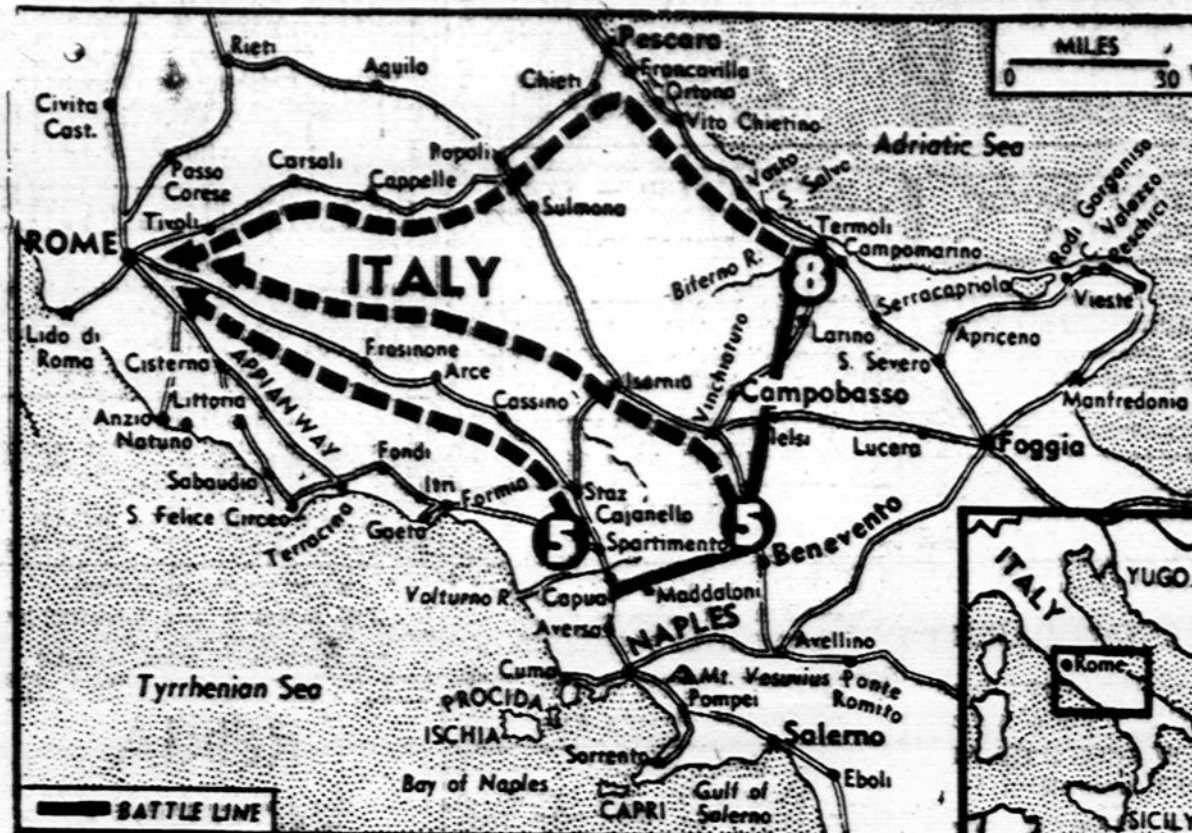 MILES
0 30
Rieti
Aquila
Pescara
Francavilla
Ortona
Chieti
Vito Chietino
Civita
Cast.
Passo
Corese
Carsoli
Cappelle
Popoli
Sulmona
Adriatic Sea
Vasto
S. Salvo
Termoli
Campomarino
Rodi Garganiso
Peschici
Vieste
Tivoli
ROME
ITALY
Biferno R.
8
Serracapriola
Lido di
Roma
Larino
S. Severo
Apricena
Manfredonia
Cisterna
APPIAN WAY
Frosinone
Arce
Isernia
Vinchiaturo
Campobasso
Anzio
Littoria
Cassino
Lucera
Foggia
Sabaudia
Fondi
Itri
Formia
S. Felice Circeo
Terracina
Gaeta
Staz
Cajanello
5
5
Spartimento
Benevento
Volturno R.
Capua
Maddaloni
Aversa
NAPLES
Avellino
Cuma
Mt. Vesuvius
Pompei
Ponte
Romito
Tyrrhenian Sea
PROCIDA
ISCHIA
Sorrento
Salerno
Eboli
Bay of Naples
CAPRI
Gulf of
Salerno
BATTLE LINE
ITALY
YUGO
Rome
SICILY